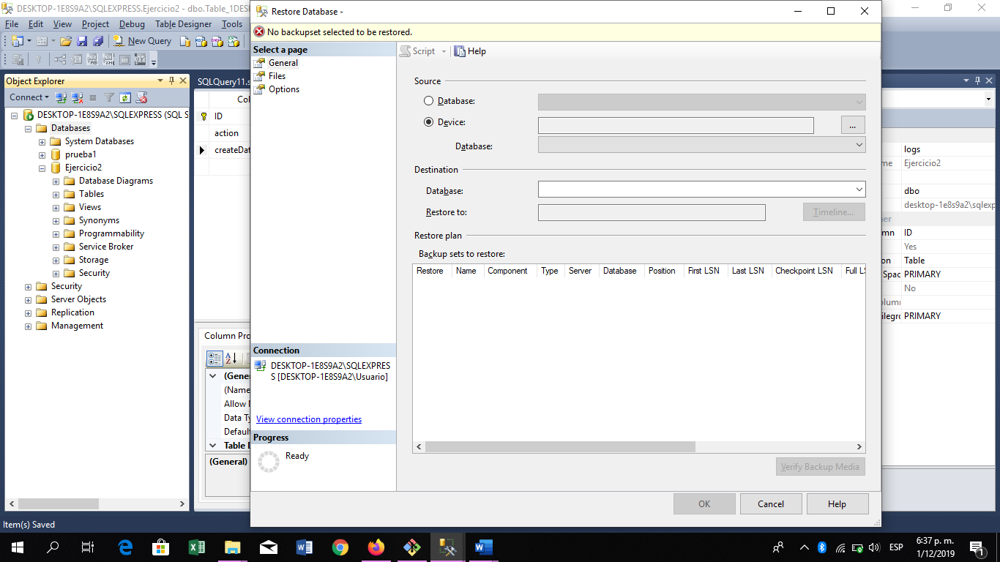 DESKTOP-1E8S9A2\SQLEXPRESS.Ejercicio2 - dbo.Table_1DES
File Edit View Project Debug Table Designer Tools
New Query
Object Explorer
Connect
DESKTOP-1E8S9A2\SQLEXPRESS (SQL S
Databases
System Databases
prueba1
Ejercicio2
Database Diagrams
Tables
Views
Synonyms
Programmability
Service Broker
Storage
Security
Security
Server Objects
Replication
Management
SQLQuery11.s
Col
ID
action
createDat
Column Pro
(Gene
(Name
Allow N
Data Ty
Default
Table D
(General)
Restore Database -
No backupset selected to be restored.
Select a page
General
Files
Options
Script Help
Source
Database:
Device:
...
Database:
Destination
Database:
Restore to:
Timeline...
Restore plan
Backup sets to restore:
Restore Name Component Type Server Database Position First LSN Last LSN Checkpoint LSN Full LS
Verify Backup Media
Connection
DESKTOP-1E8S9A2\SQLEXPRES
S [DESKTOP-1E8S9A2\Usuario]
View connection properties
Progress
Ready
OK Cancel Help
logs
me Ejercicio2
dbo
desktop-1e8s9a2\sqlexp
ner
mn ID
Yes
on Table
Spac PRIMARY
No
olumn
ilegro PRIMARY
Item(s) Saved
ESP
6:37 p. m.
1/12/2019
1